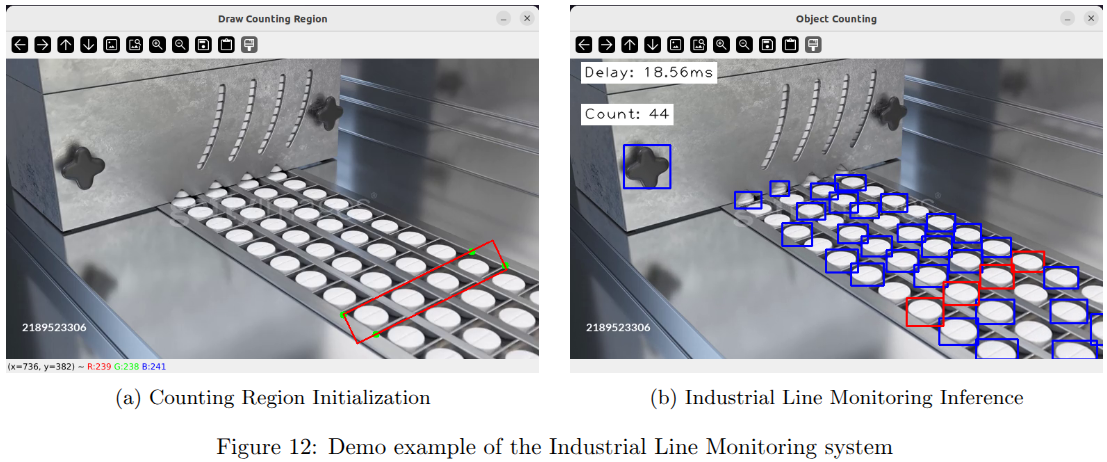 Draw Counting Region
2189523306
(x=736, y=382) ~ R:239 G:238 B:241
(a) Counting Region Initialization
Object Counting
Delay: 18.56ms
Count: 44
2189523306
(b) Industrial Line Monitoring Inference
Figure 12: Demo example of the Industrial Line Monitoring system